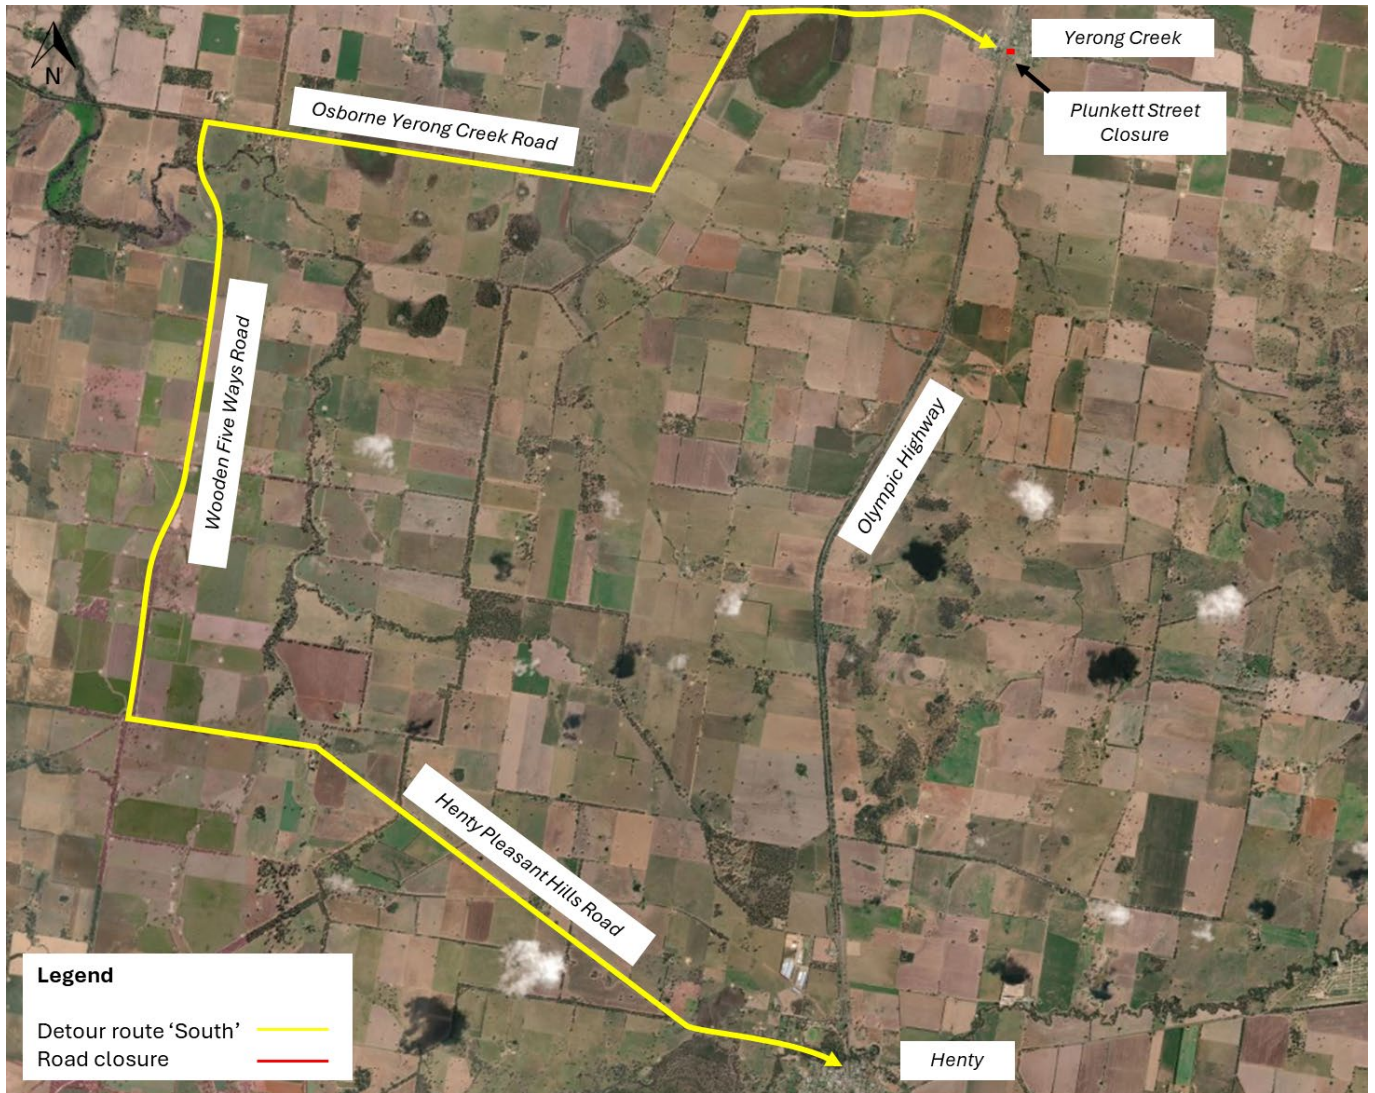 N
Yerong Creek
Plunkett Street
Closure
Osborne Yerong Creek Road
Wooden Five Ways Road
Olympic Highway
Henty Pleasant Hills Road
Henty
Legend
Detour route ‘South’
Road closure